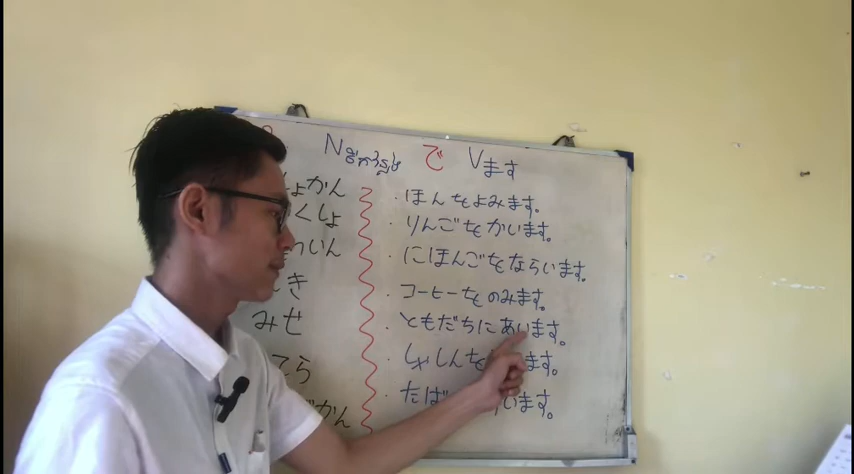 N で Vます
かん
くしょ
いん
き
みせ
てら
かん
・ほんをよみます。
・りんごをかいます。
・にほんごをならいます。
・コーヒーをのみます。
・ともだちにあいます。
・しゃしんを ます。
・たば います。